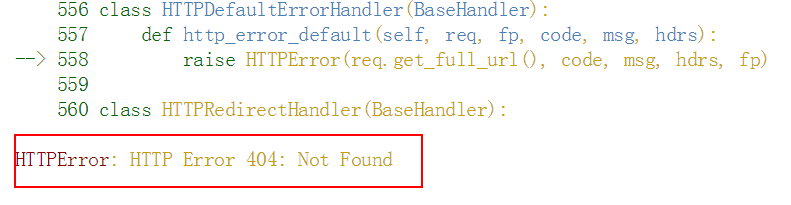 556 class HTTPDefaultErrorHandler(BaseHandler):
557     def http_error_default(self, req, fp, code, msg, hdrs):
--> 558         raise HTTPError(req.get_full_url(), code, msg, hdrs, fp)
559
560 class HTTPRedirectHandler(BaseHandler):
HTTPError: HTTP Error 404: Not Found